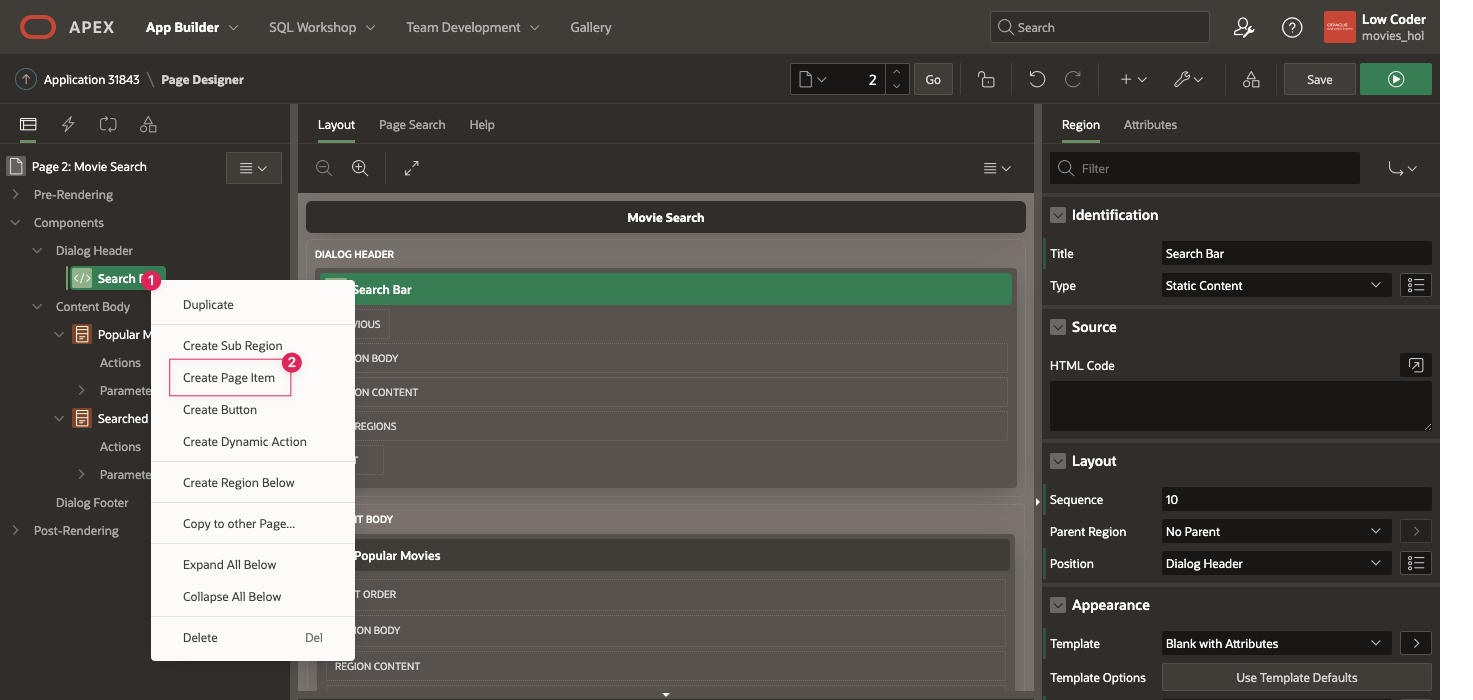 APEX
App Builder
SQL Workshop
Team Development
Gallery
Search
Low Coder
movies_hol
Application 31843 \ Page Designer
2
Go
Save
Layout
Page Search
Help
Region
Attributes
Page 2: Movie Search
Pre-Rendering
Components
Dialog Header
Search
1
Content Body
Popular M
Actions
Paramete
Searched
Actions
Paramete
Dialog Footer
Post-Rendering
Duplicate
Create Sub Region
2
Create Page Item
Create Button
Create Dynamic Action
Create Region Below
Copy to other Page...
Expand All Below
Collapse All Below
Delete Del
Movie Search
DIALOG HEADER
Search Bar
IOUS
ON BODY
ON CONTENT
REGIONS
T
T BODY
Popular Movies
T ORDER
ON BODY
REGION CONTENT
Filter
Identification
Title Search Bar
Type Static Content
Source
HTML Code
Layout
Sequence 10
Parent Region No Parent
Position Dialog Header
Appearance
Template Blank with Attributes
Template Options Use Template Defaults